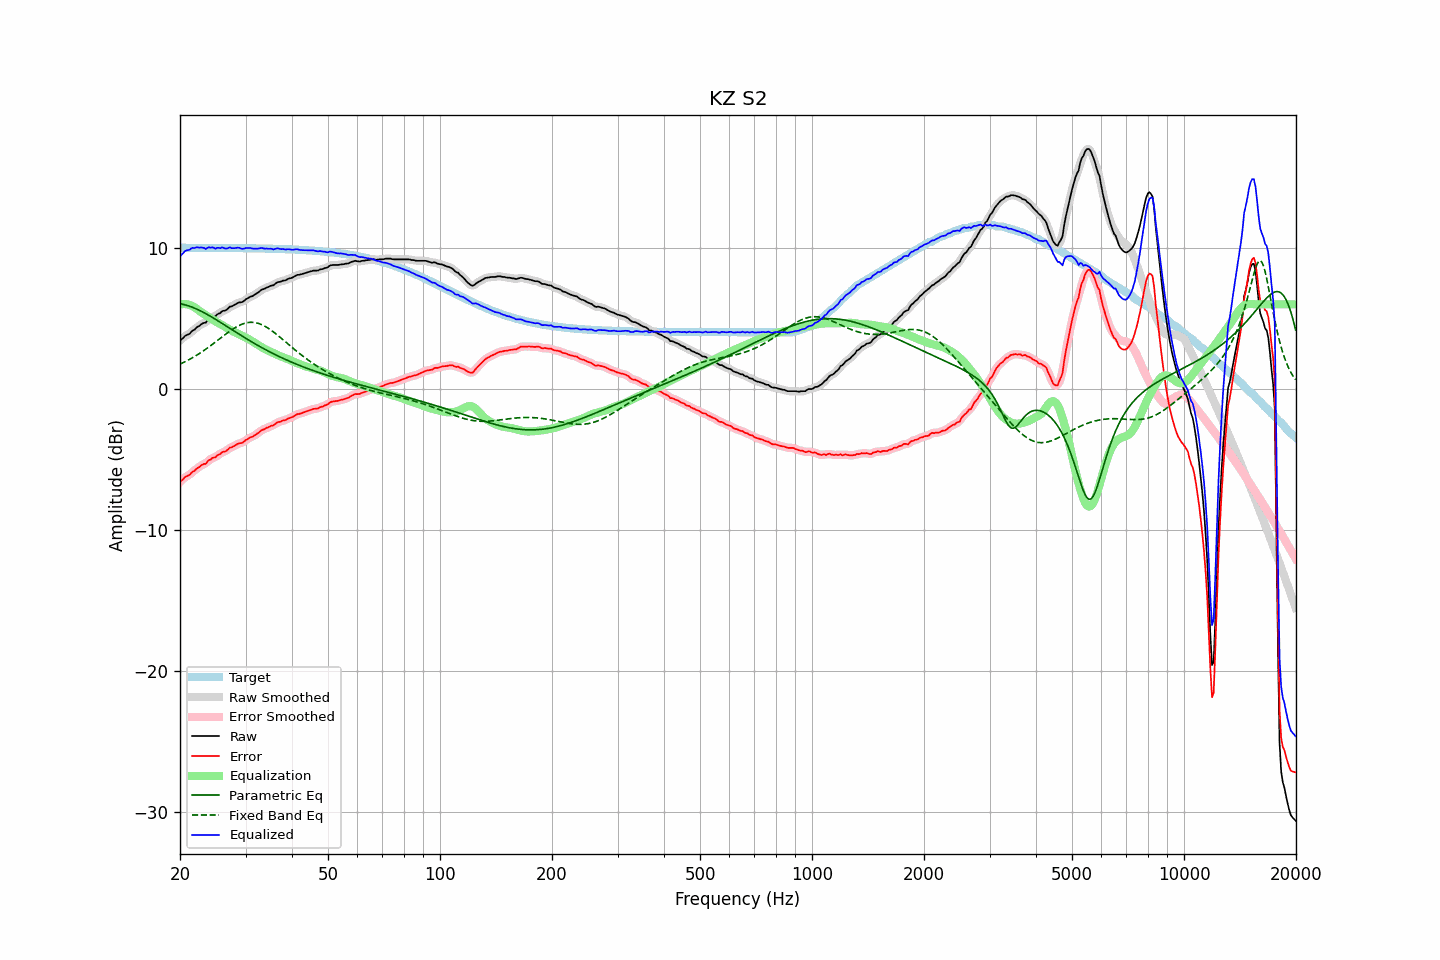 KZ S2
Amplitude (dBr)
10
0
−10
−20
−30
Target
Raw Smoothed
Error Smoothed
Raw
Error
Equalization
Parametric Eq
Fixed Band Eq
Equalized
20 50 100 200 500 1000 2000 5000 10000 20000
Frequency (Hz)